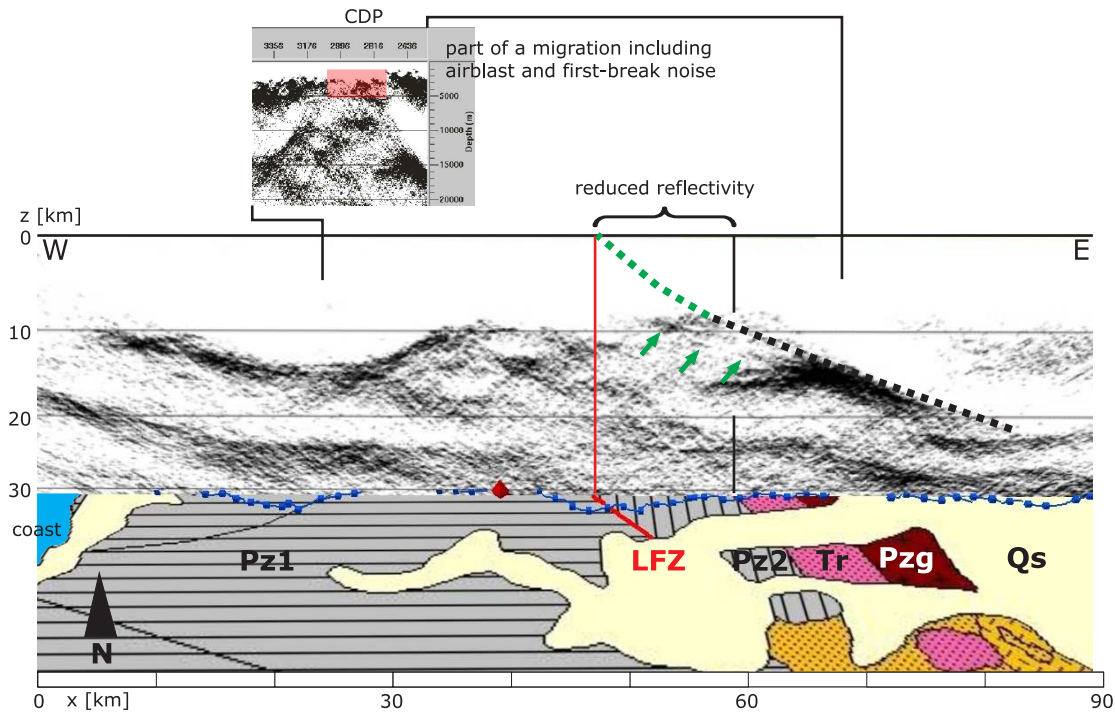 CDP
3356 3176 2996 2816 2636
part of a migration including
airblast and first-break noise
5000
10000
15000
20000
Depth (m)
reduced reflectivity
z [km]
0
W
E
10
20
30
coast
Pz1
LFZ
Pz2
Tr
Pzg
Qs
N
0 x [km] 30 60 90